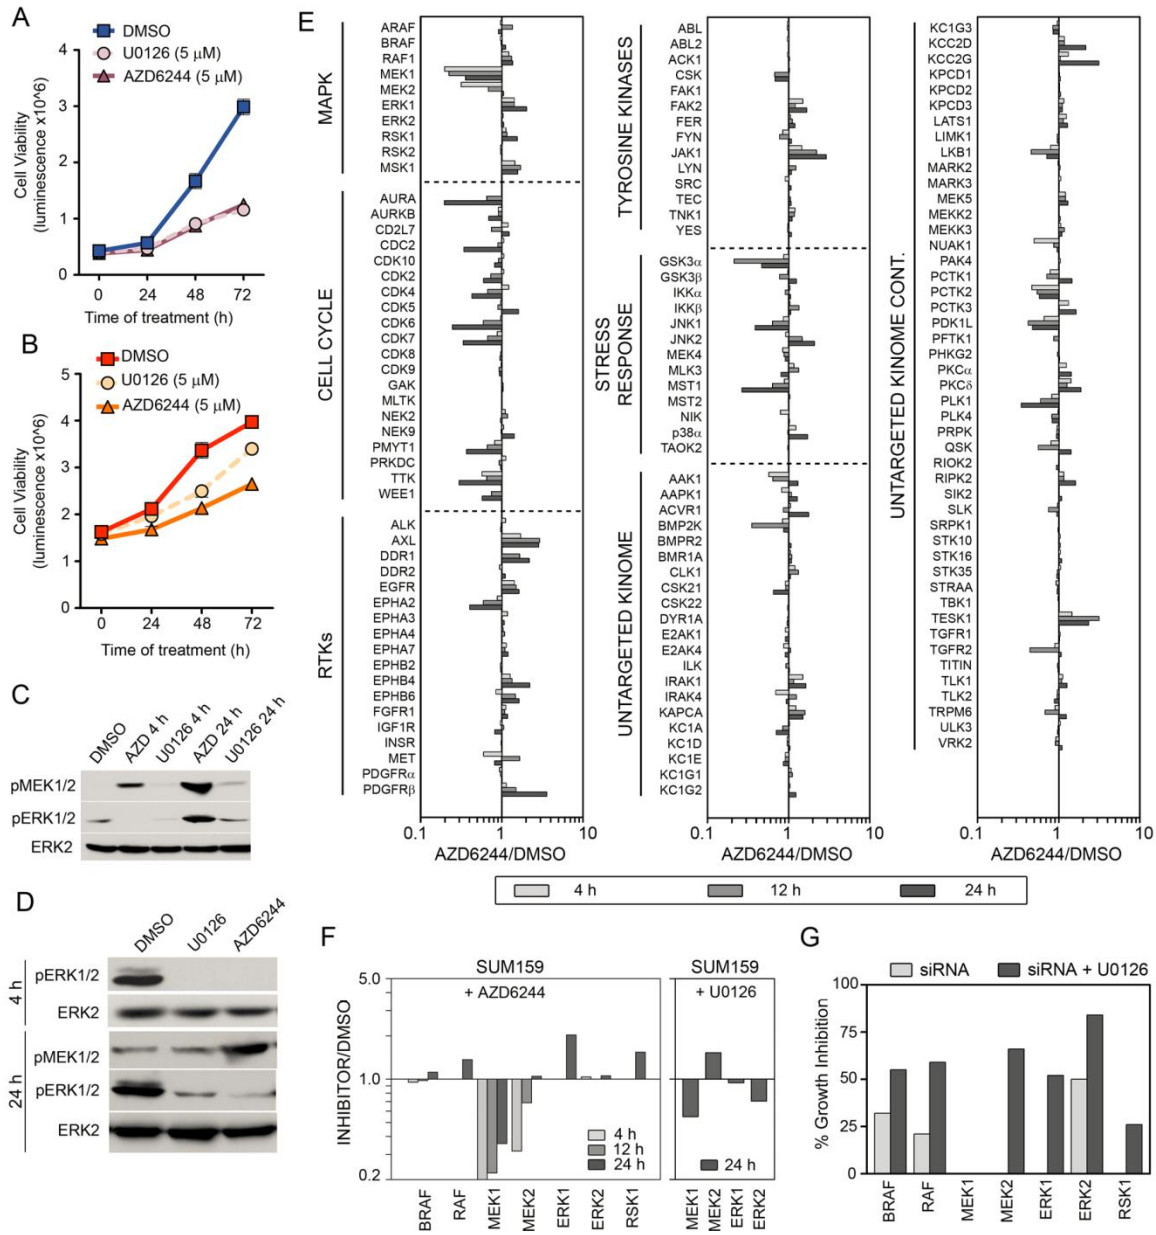 A
DMSO
U0126 (5 μM)
AZD6244 (5 μM)
Cell Viability
(luminescence x10^6)
4
3
2
1
0
0 24 48 72
Time of treatment (h)
B
DMSO
U0126 (5 μM)
AZD6244 (5 μM)
Cell Viability
(luminescence x10^6)
5
4
3
2
1
0
0 24 48 72
Time of treatment (h)
C
DMSO
AZD 4 h
U0126 4 h
AZD 24 h
U0126 24 h
pMEK1/2
pERK1/2
ERK2
D
DMSO
U0126
AZD6244
4 h
pERK1/2
ERK2
24 h
pMEK1/2
pERK1/2
ERK2
E
MAPK
ARAF
BRAF
RAF1
MEK1
MEK2
ERK1
ERK2
RSK1
RSK2
MSK1
CELL CYCLE
AURA
AURKB
CD2L7
CDC2
CDK10
CDK2
CDK4
CDK5
CDK6
CDK7
CDK8
CDK9
GAK
MLTK
NEK2
NEK9
PMYT1
PRKDC
TTK
WEE1
RTKs
ALK
AXL
DDR1
DDR2
EGFR
EPHA2
EPHA3
EPHA4
EPHA7
EPHB2
EPHB4
EPHB6
FGFR1
IGF1R
INSR
MET
PDGFRα
PDGFRβ
0.1 1 10
AZD6244/DMSO
TYROSINE KINASES
ABL
ABL2
ACK1
CSK
FAK1
FAK2
FER
FYN
JAK1
LYN
SRC
TEC
TNK1
YES
STRESS
RESPONSE
GSK3α
GSK3β
IKKα
IKKβ
JNK1
JNK2
MEK4
MLK3
MST1
MST2
NIK
p38α
TAOK2
UNTARGETED KINOME
AAK1
AAPK1
ACVR1
BMP2K
BMPR2
BMR1A
CLK1
CSK21
CSK22
DYR1A
E2AK1
E2AK4
ILK
IRAK1
IRAK4
KAPCA
KC1A
KC1D
KC1E
KC1G1
KC1G2
0.1 1 10
AZD6244/DMSO
UNTARGETED KINOME CONT.
KC1G3
KCC2D
KCC2G
KPCD1
KPCD2
KPCD3
LATS1
LIMK1
LKB1
MARK2
MARK3
MEK5
MEKK2
MEKK3
NUAK1
PAK4
PCTK1
PCTK2
PCTK3
PDK1L
PFTK1
PHKG2
PKCα
PKCδ
PLK1
PLK4
PRPK
QSK
RIOK2
RIPK2
SIK2
SLK
SRPK1
STK10
STK16
STK35
STRAA
TBK1
TESK1
TGFR1
TGFR2
TITIN
TLK1
TLK2
TRPM6
ULK3
VRK2
0.1 1 10
AZD6244/DMSO
4 h 12 h 24 h
F
SUM159
+ AZD6244
SUM159
+ U0126
INHIBITOR/DMSO
5.0
1.0
0.2
4 h
12 h
24 h
24 h
BRAF
RAF
MEK1
MEK2
ERK1
ERK2
RSK1
MEK1
MEK2
ERK1
ERK2
G
siRNA siRNA + U0126
% Growth Inhibition
100
75
50
25
0
BRAF
RAF
MEK1
MEK2
ERK1
ERK2
RSK1